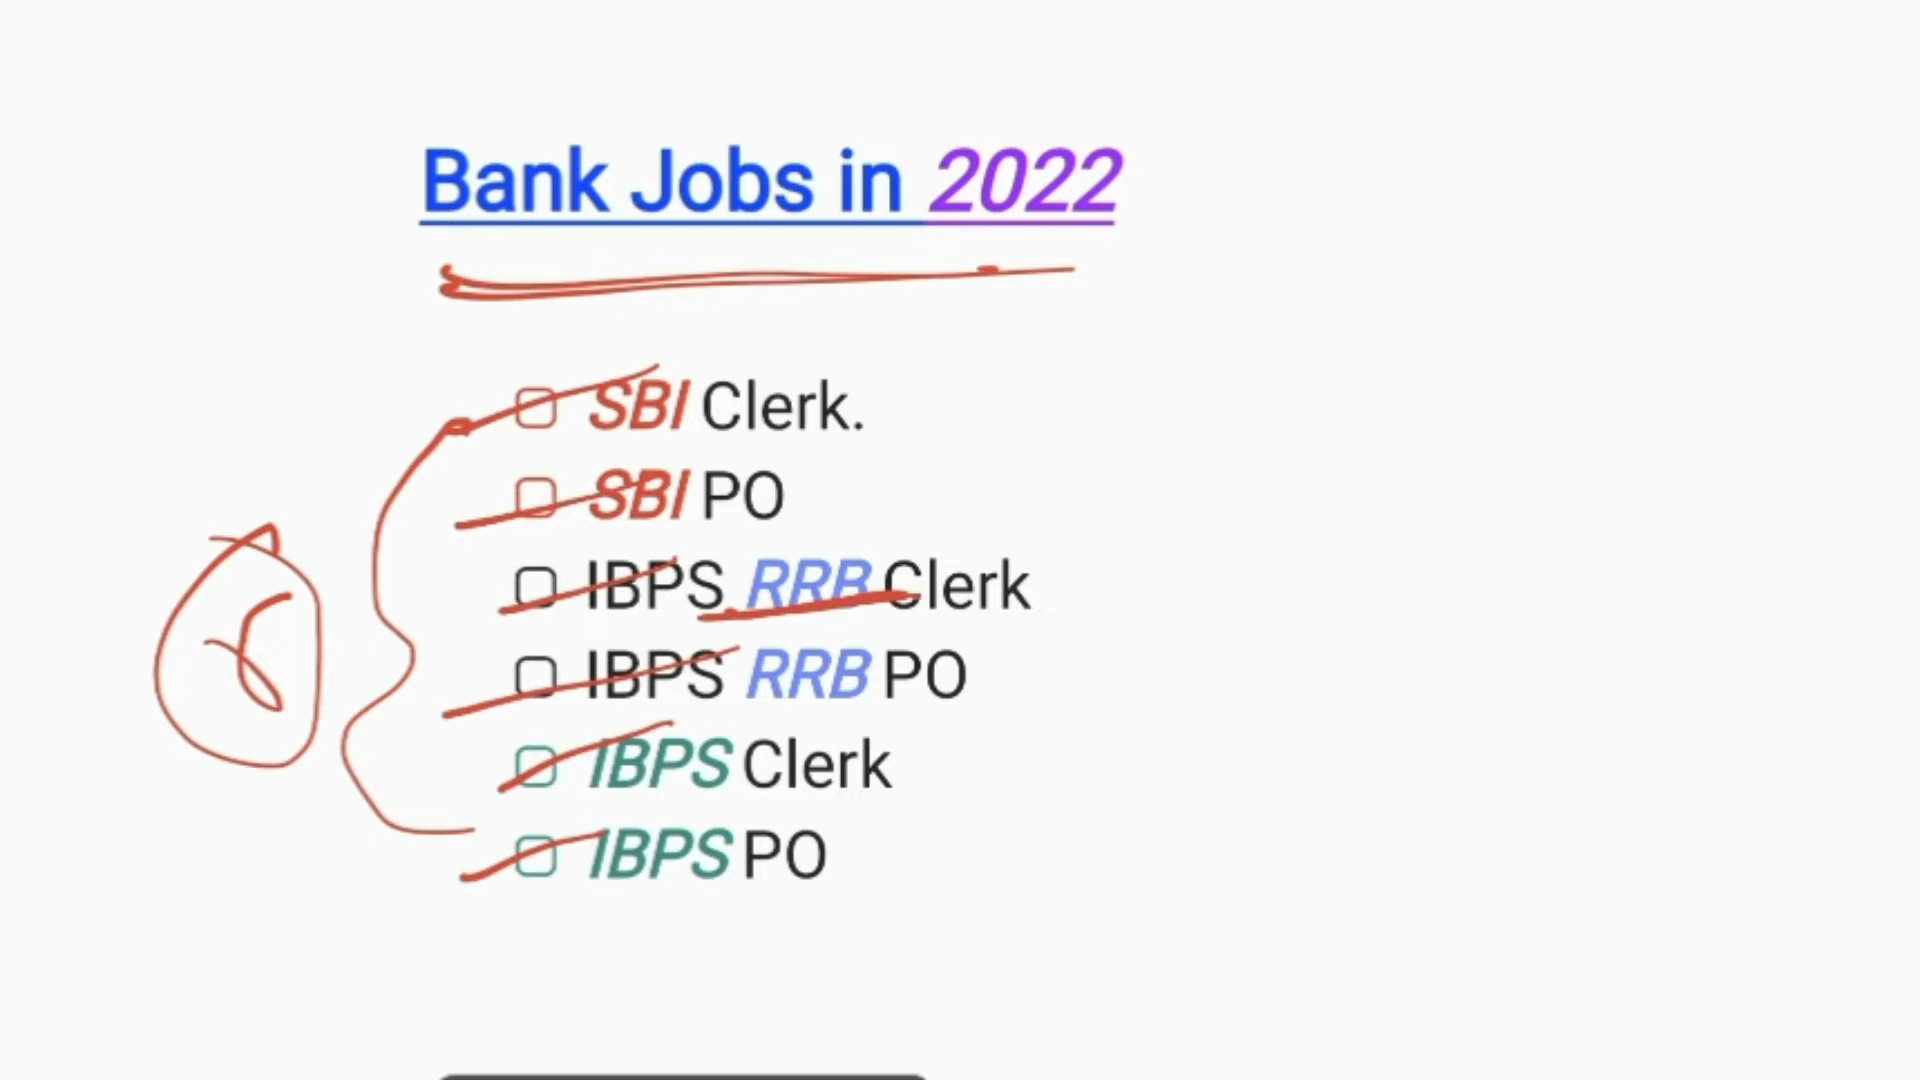 Bank Jobs in 2022
SBI Clerk.
SBI PO
IBPS RRB Clerk
IBPS RRB PO
IBPS Clerk
IBPS PO